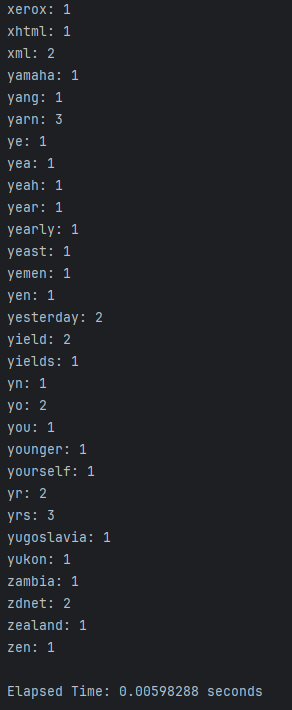 xerox: 1
xhtml: 1
xml: 2
yamaha: 1
yang: 1
yarn: 3
ye: 1
yea: 1
yeah: 1
year: 1
yearly: 1
yeast: 1
yemen: 1
yen: 1
yesterday: 2
yield: 2
yields: 1
yn: 1
yo: 2
you: 1
younger: 1
yourself: 1
yr: 2
yrs: 3
yugoslavia: 1
yukon: 1
zambia: 1
zdnet: 2
zealand: 1
zen: 1
Elapsed Time: 0.00598288 seconds